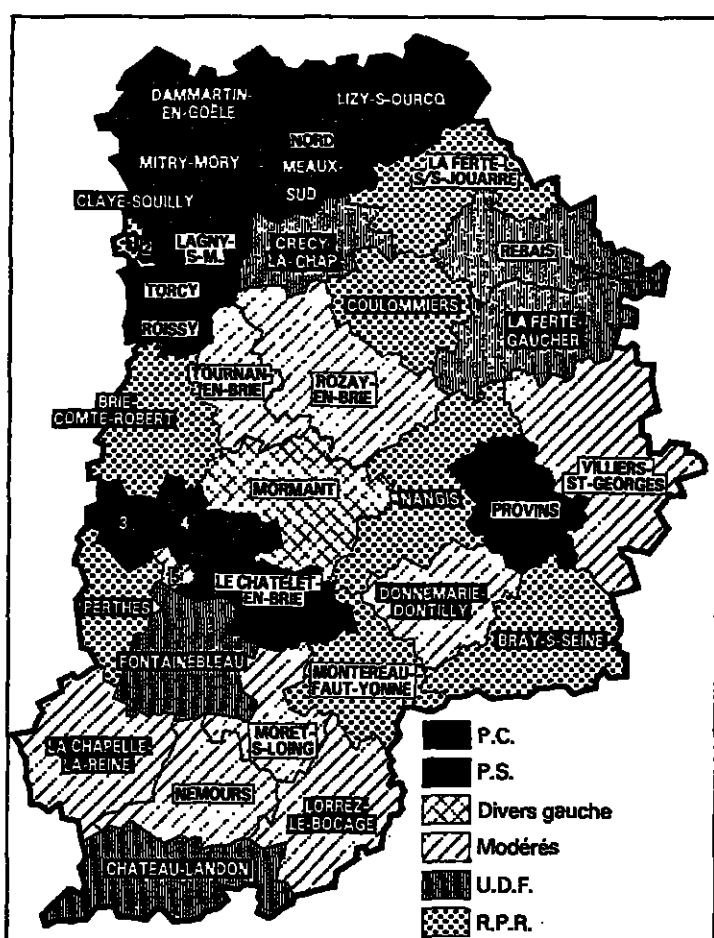 DAMMARTIN-
EN-GOËLE
LIZY-S-OURCQ
NORD
MITRY-MORY
MEAUX-
SUD
LA FERTE-
S/S-JOUARRE
CLAYE-SOUILLY
2
LAGNY-
S-M.
CRECY
LA-CHAP
REBAIS
TORCY
COULOMMIERS
ROISSY
LA FERTE-
GAUCHER
TOURNAN-
EN-BRIE
ROZAY-
EN-BRIE
BRIE-
COMTE-ROBERT
VILLIERS-
ST-GEORGES
MORMANT
NANGIS
PROVINS
3
4
LE CHATELET-
EN-BRIE
DONNEMARIE-
DONTILLY
PERTHES
BRAY-S-SEINE
FONTAINEBLEAU
MONTEREAU-
FAUT-YONNE
MORET-
S-LOING
LA CHAPELLE-
LA-REINE
NEMOURS
LORREZ-
LE-BOCAGE
CHATEAU-LANDON
P.C.
P.S.
Divers gauche
Modérés
U.D.F.
R.P.R.